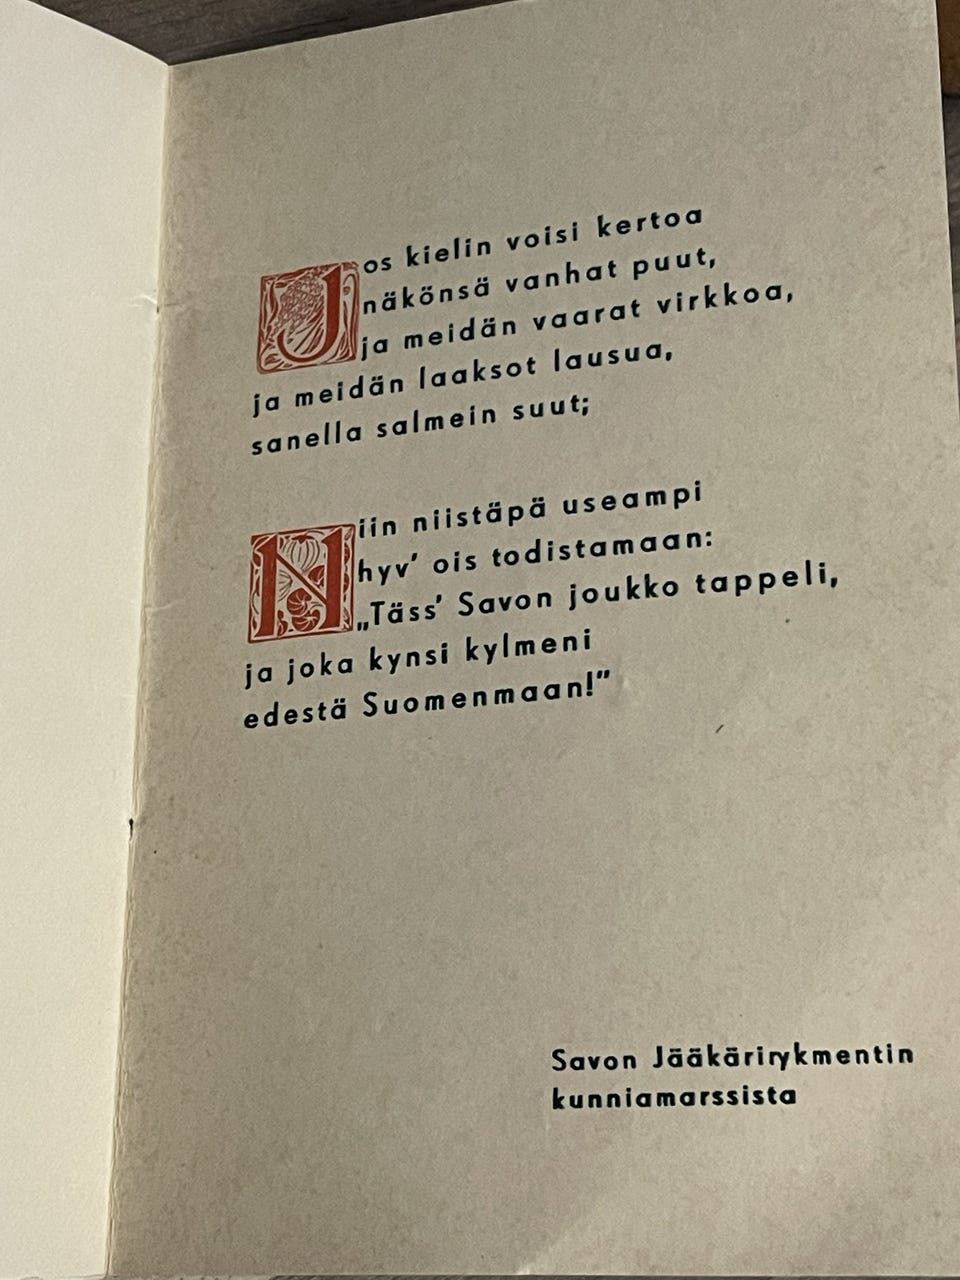 Jos kielin voisi kertoa
näkönsä vanhat puut,
ja meidän vaarat virkkoa,
ja meidän laaksot lausua,
sanella salmein suut;
Niin niistäpä useampi
hyv' ois todistamaan:
„Täss' Savon joukko tappeli,
ja joka kynsi kylmeni
edestä Suomenmaan!”
Savon Jääkärirykmentin
kunniamarssista